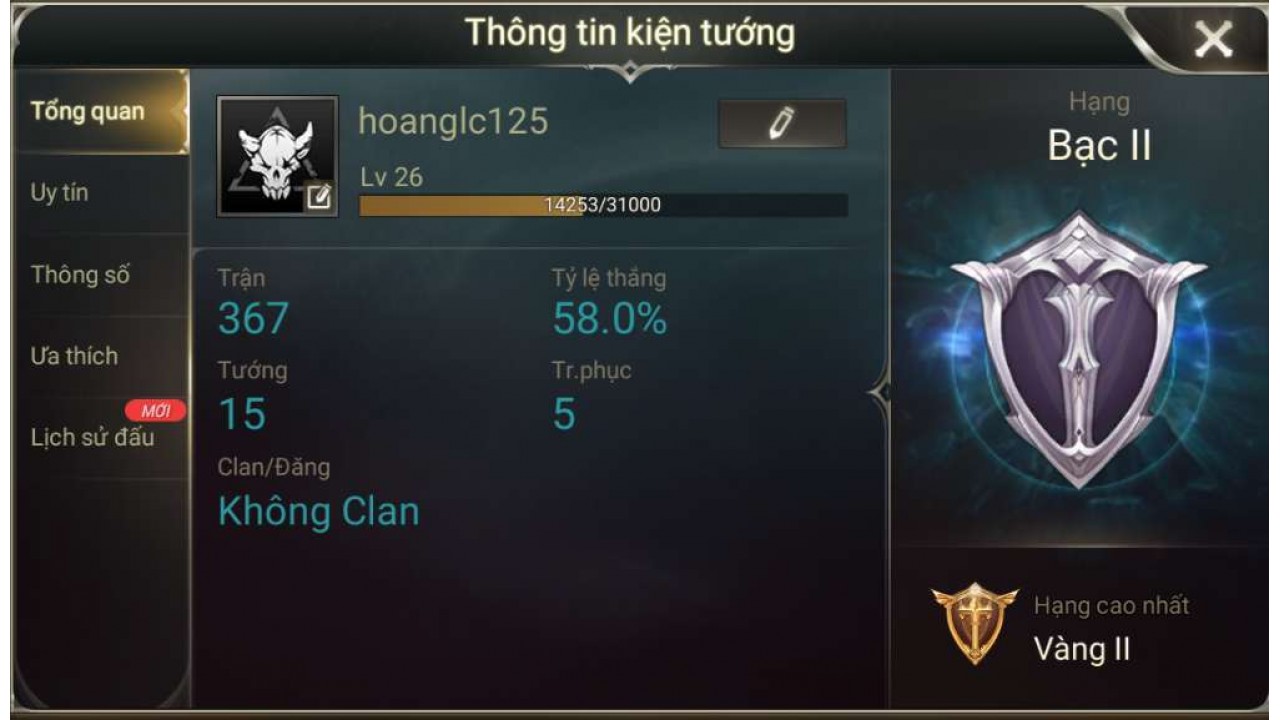 Thông tin kiện tướng
Tổng quan
Uy tín
Thông số
Ưa thích
MỚI
Lịch sử đấu
hoanglc125
Lv 26
14253/31000
Trận
367
Tỷ lệ thắng
58.0%
Tướng
15
Tr.phục
5
Clan/Đăng
Không Clan
Hạng
Bạc II
Hạng cao nhất
Vàng II